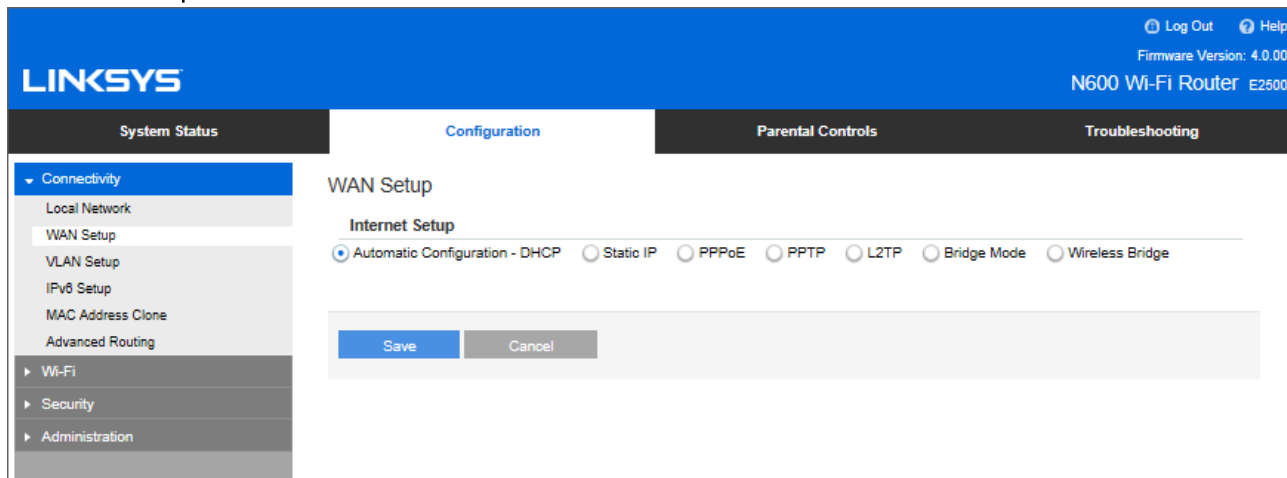 Log Out Help
Firmware Version: 4.0.00
LINKSYS
N600 Wi-Fi Router E2500
System Status Configuration Parental Controls Troubleshooting
Connectivity
Local Network
WAN Setup
VLAN Setup
IPv6 Setup
MAC Address Clone
Advanced Routing
Wi-Fi
Security
Administration
WAN Setup
Internet Setup
Automatic Configuration - DHCP Static IP PPPoE PPTP L2TP Bridge Mode Wireless Bridge
Save Cancel